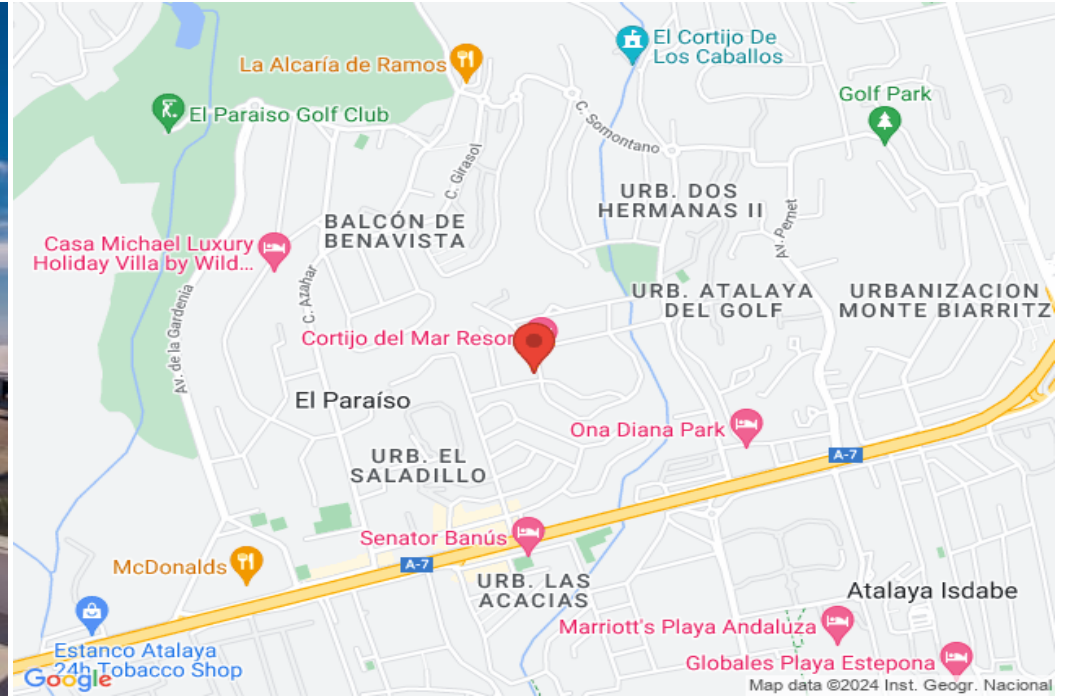 El Cortijo De
Los Caballos
La Alcaría de Ramos
Golf Park
El Paraiso Golf Club
C. Somontano
C. Girasol
URB. DOS
HERMANAS II
BALCÓN DE
BENAVISTA
Av. Pernet
Casa Michael Luxury
Holiday Villa by Wild...
C. Azahar
URB. ATALAYA
DEL GOLF
URBANIZACION
MONTE BIARRITZ
Av. de la Gardenia
Cortijo del Mar Resor
El Paraíso
Ona Diana Park
A-7
URB. EL
SALADILLO
Senator Banús
A-7
McDonalds
URB. LAS
ACACIAS
Atalaya Isdabe
Marriott's Playa Andaluza
Estanco Atalaya
24h Tobacco Shop
Globales Playa Estepona
Google
Map data ©2024 Inst. Geogr. Nacional